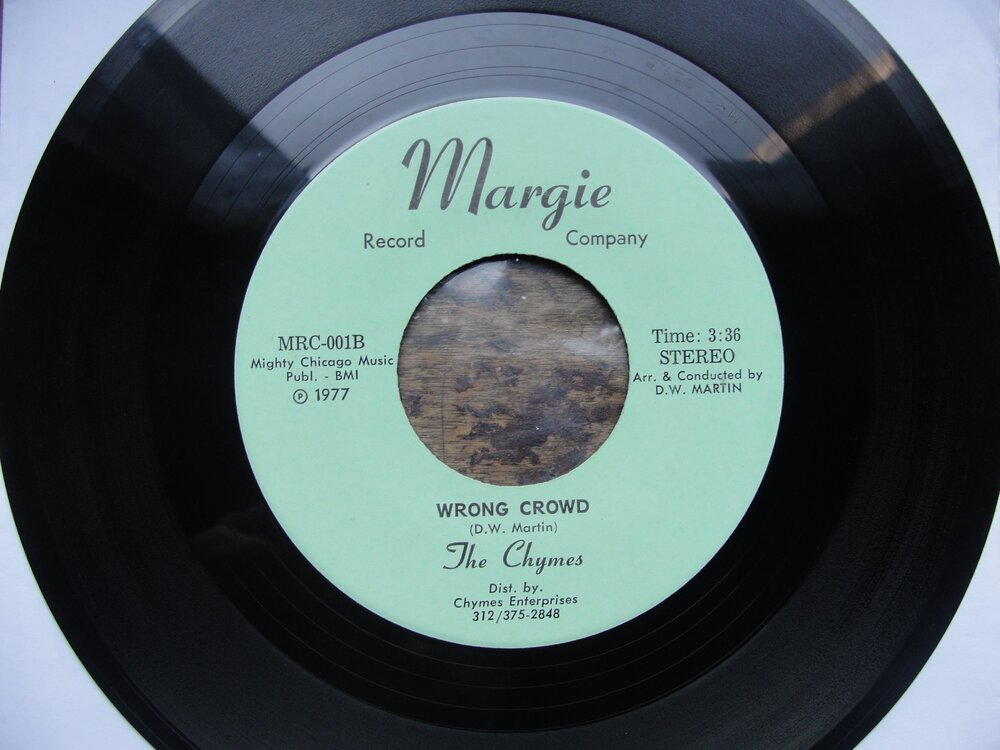 Margie
Record Company
MRC-001B
Mighty Chicago Music
Publ. - BMI
℗ 1977
Time: 3:36
STEREO
Arr. & Conducted by
D.W. MARTIN
WRONG CROWD
(D.W. Martin)
The Chymes
Dist. by.
Chymes Enterprises
312/375-2848